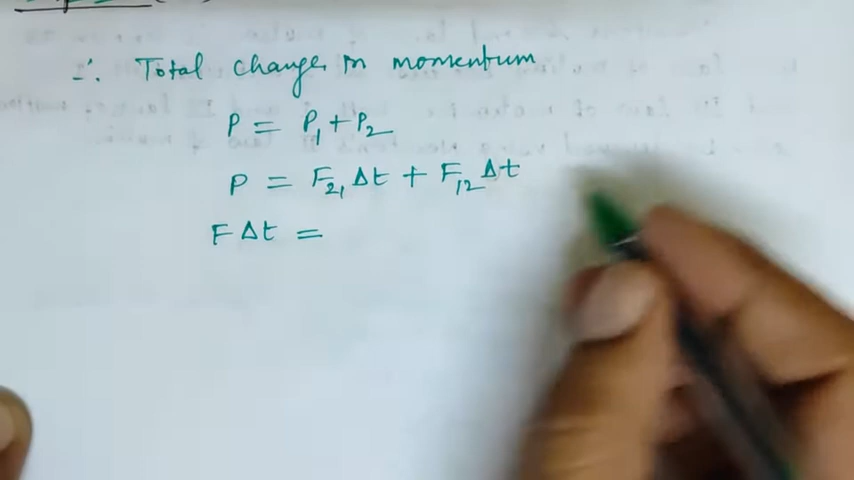 ∴ Total change in momentum
P = P₁ + P₂
P = F₂₁ Δt + F₁₂ Δt
F Δt =